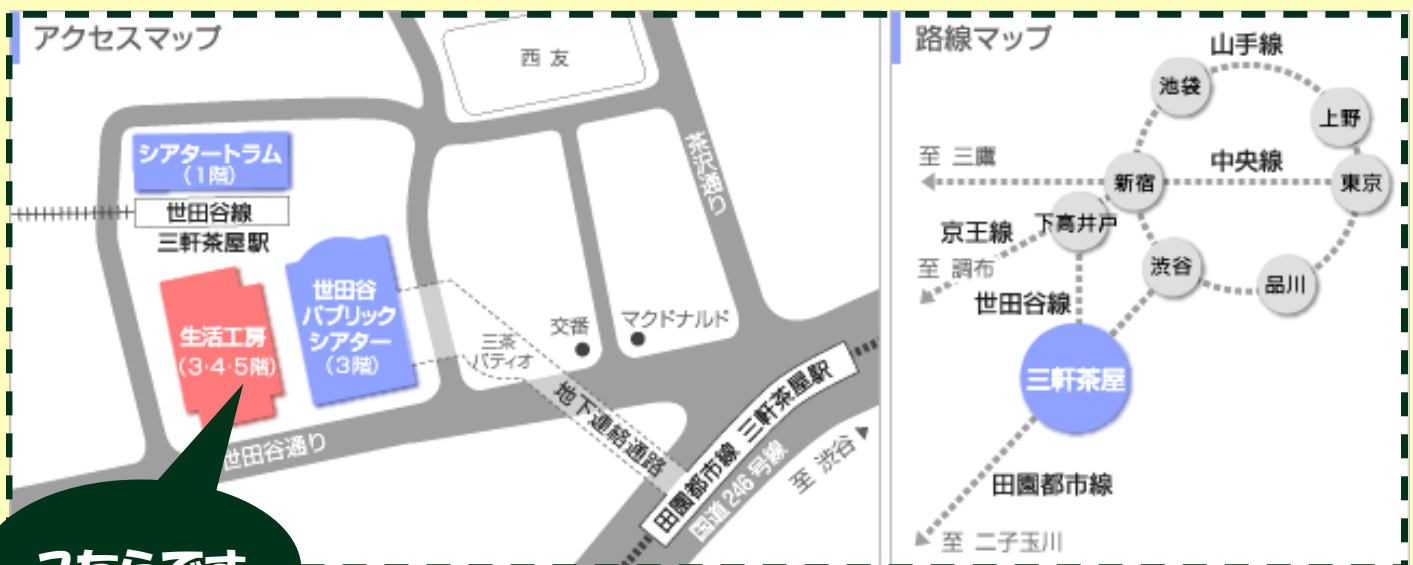 アクセスマップ
西友
茶沢通り
シアタートラム
(1階)
世田谷線
三軒茶屋駅
生活工房
(3・4・5階)
世田谷
パブリック
シアター
(3階)
三茶
パティオ
交番
マクドナルド
地下連絡通路
田園都市線 三軒茶屋駅
国道246号線
至 渋谷
世田谷通り
こちらです
路線マップ
山手線
池袋
上野
至 三鷹
中央線
新宿
東京
下高井戸
京王線
至 調布
渋谷
品川
世田谷線
三軒茶屋
田園都市線
至 二子玉川